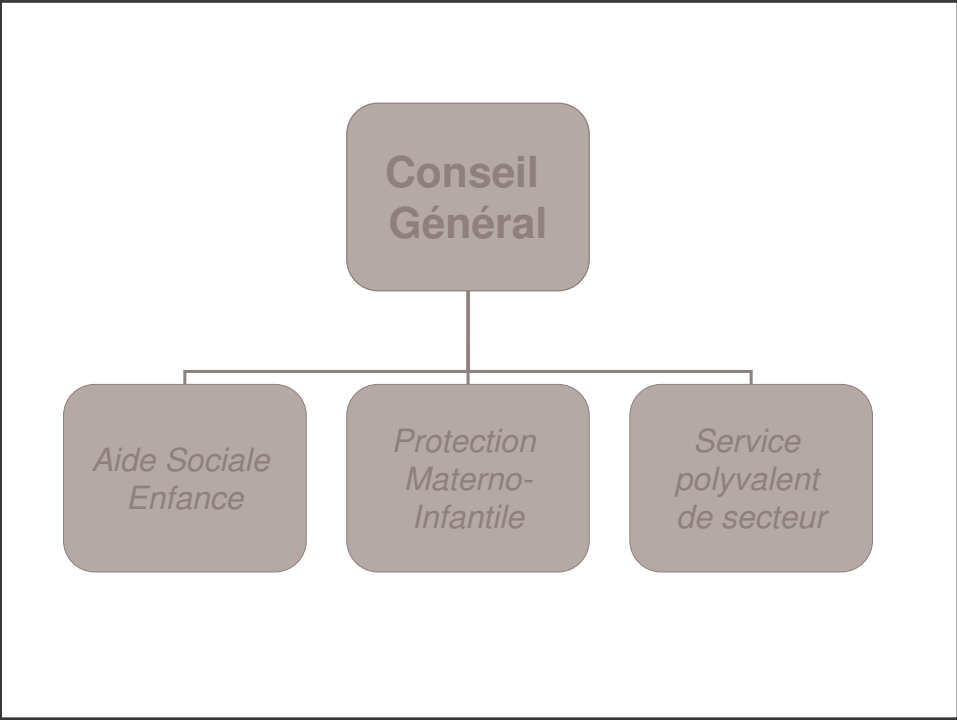 Conseil
Général
Aide Sociale
Enfance
Protection
Materno-
Infantile
Service
polyvalent
de secteur